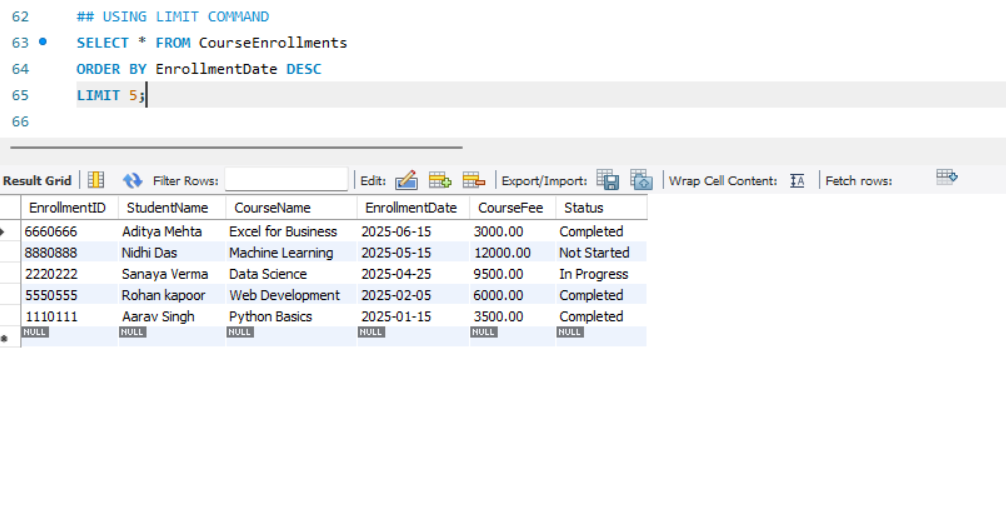 62 ## USING LIMIT COMMAND
63 SELECT * FROM CourseEnrollments
64 ORDER BY EnrollmentDate DESC
65 LIMIT 5;
66
Result Grid Filter Rows: Edit: Export/Import: Wrap Cell Content: IA Fetch rows:
EnrollmentID StudentName CourseName EnrollmentDate CourseFee Status
6660666 Aditya Mehta Excel for Business 2025-06-15 3000.00 Completed
8880888 Nidhi Das Machine Learning 2025-05-15 12000.00 Not Started
2220222 Sanaya Verma Data Science 2025-04-25 9500.00 In Progress
5550555 Rohan kapoor Web Development 2025-02-05 6000.00 Completed
1110111 Aarav Singh Python Basics 2025-01-15 3500.00 Completed
NULL NULL NULL NULL NULL NULL